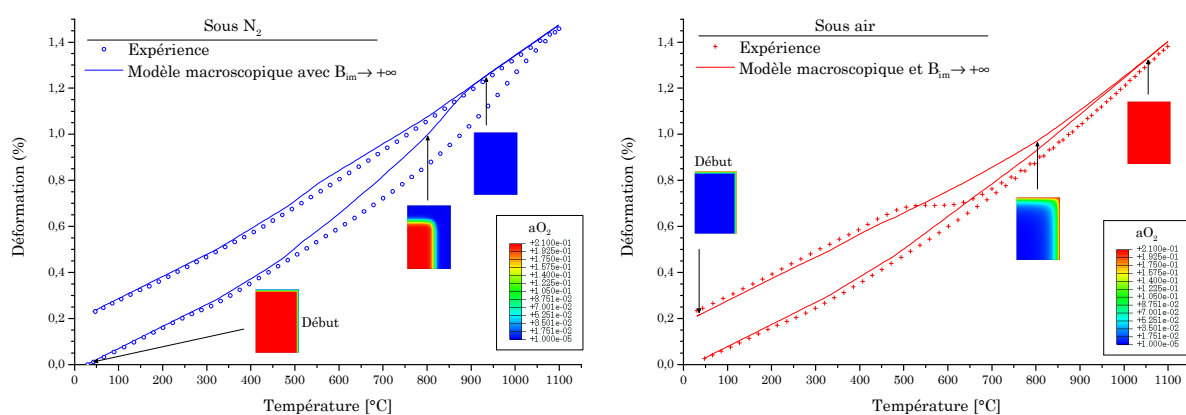 Sous N2
Expérience
Modèle macroscopique avec Bim→ +∞
1,4
1,2
1,0
0,8
0,6
0,4
0,2
0,0
Déformation (%)
Début
aO2
+2.100e-01
+1.925e-01
+1.750e-01
+1.575e-01
+1.400e-01
+1.225e-01
+1.050e-01
+8.751e-02
+7.001e-02
+5.251e-02
+3.501e-02
+1.751e-02
+1.000e-05
0 100 200 300 400 500 600 700 800 900 1000 1100
Température [°C]
Sous air
Expérience
Modèle macroscopique et Bim→ +∞
1,4
1,2
1,0
0,8
0,6
0,4
0,2
0,0
Déformation (%)
Début
aO2
+2.100e-01
+1.925e-01
+1.750e-01
+1.575e-01
+1.400e-01
+1.225e-01
+1.050e-01
+8.751e-02
+7.001e-02
+5.251e-02
+3.501e-02
+1.751e-02
+1.000e-05
0 100 200 300 400 500 600 700 800 900 1000 1100
Température [°C]